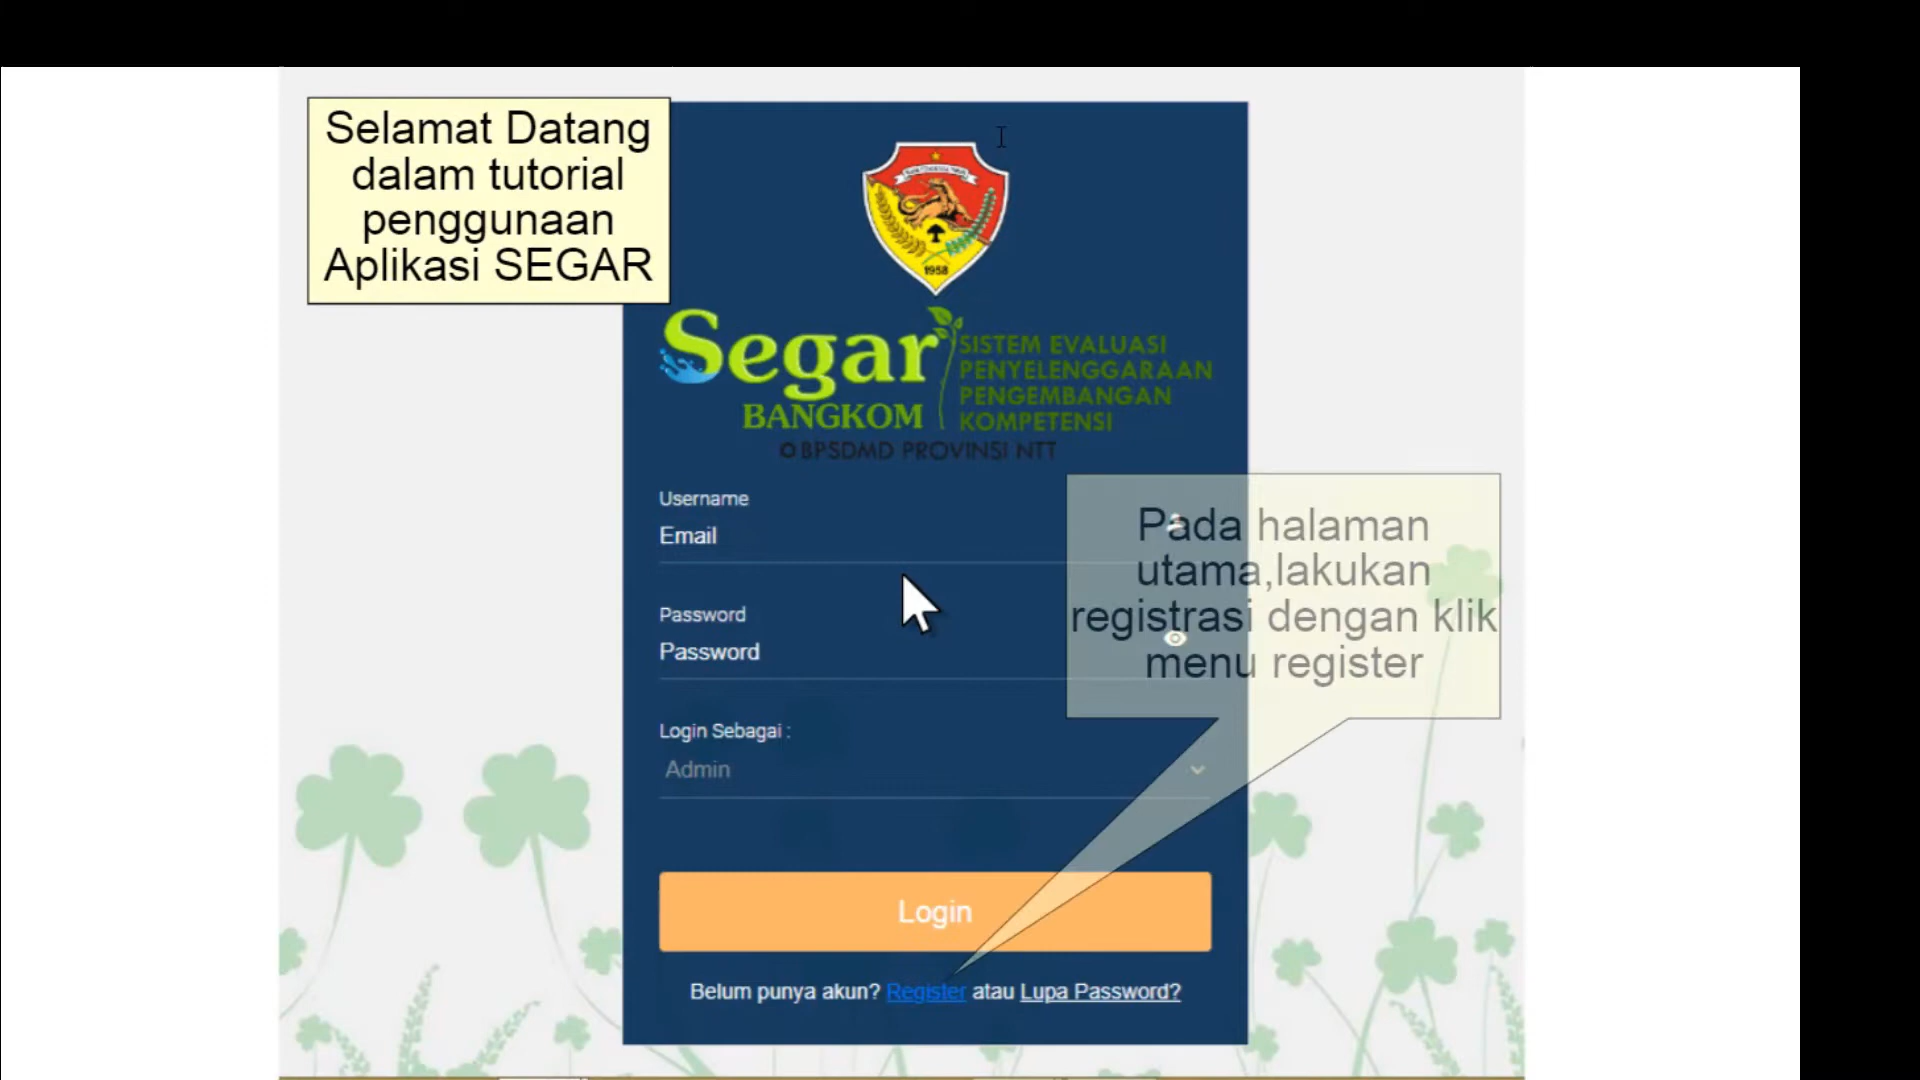 Selamat Datang
dalam tutorial
penggunaan
Aplikasi SEGAR
1958
Segar
BANGKOM
SISTEM EVALUASI
PENYELENGGARAAN
PENGEMBANGAN
KOMPETENSI
© BPSDMD PROVINSI NTT
Username
Email
Password
Password
Login Sebagai :
Admin
Pada halaman
utama,lakukan
registrasi dengan klik
menu register
Login
Belum punya akun? Register atau Lupa Password?